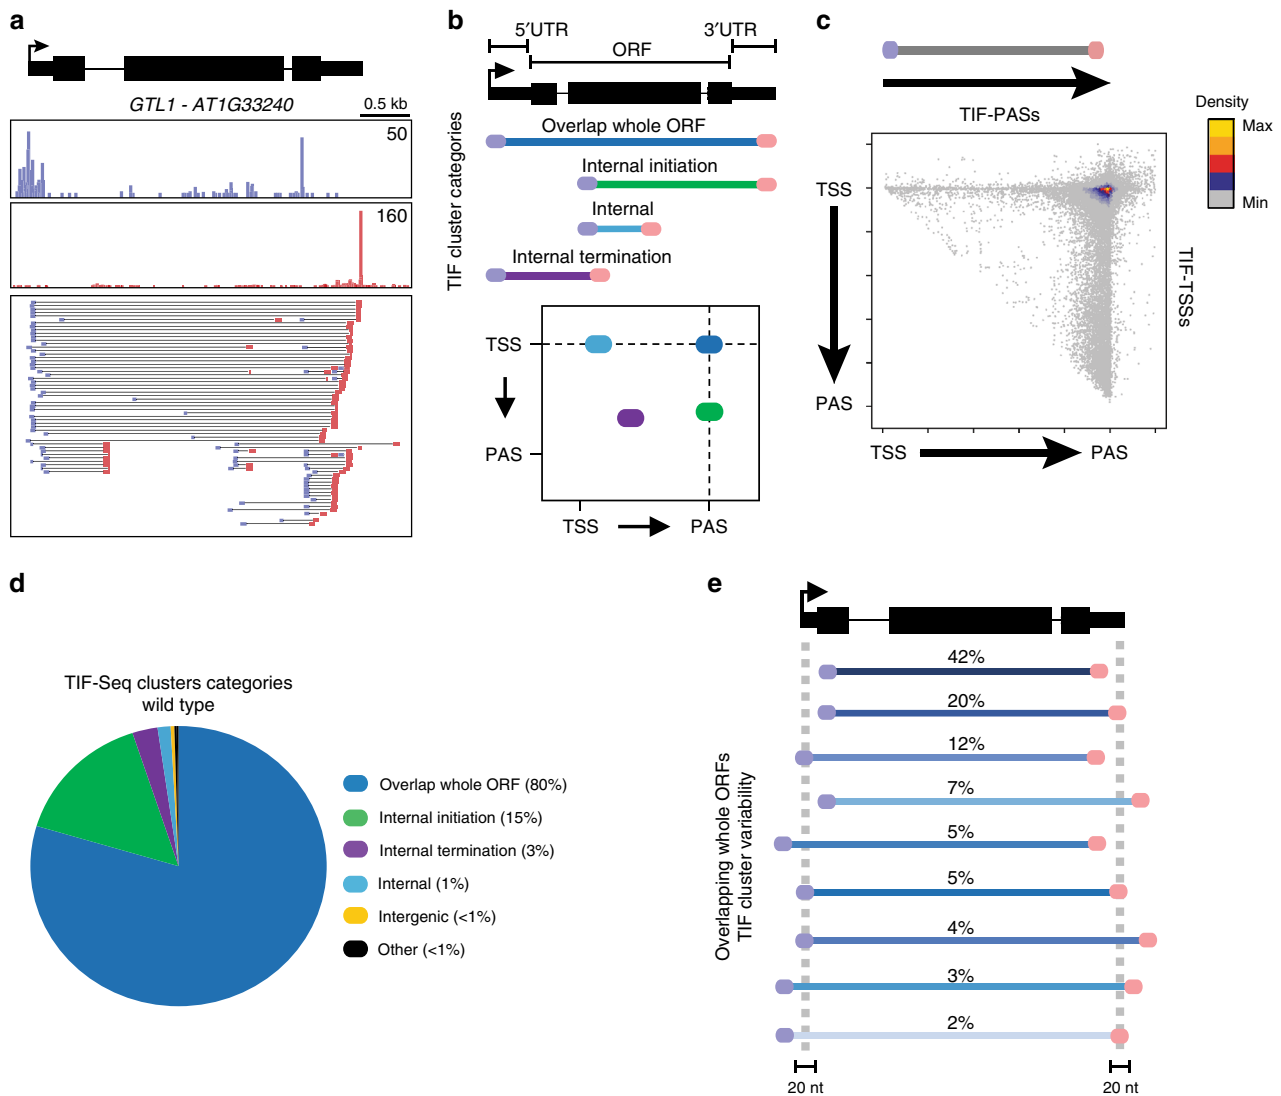 a
GTL1 - AT1G33240
0.5 kb
50
160
b
5′UTR
3′UTR
ORF
TIF cluster categories
Overlap whole ORF
Internal initiation
Internal
Internal termination
TSS
PAS
TSS
PAS
c
TIF-PASs
Density
Max
Min
TSS
PAS
TIF-TSSs
TSS
PAS
d
TIF-Seq clusters categories
wild type
Overlap whole ORF (80%)
Internal initiation (15%)
Internal termination (3%)
Internal (1%)
Intergenic (<1%)
Other (<1%)
e
Overlapping whole ORFs
TIF cluster variability
42%
20%
12%
7%
5%
5%
4%
3%
2%
20 nt
20 nt